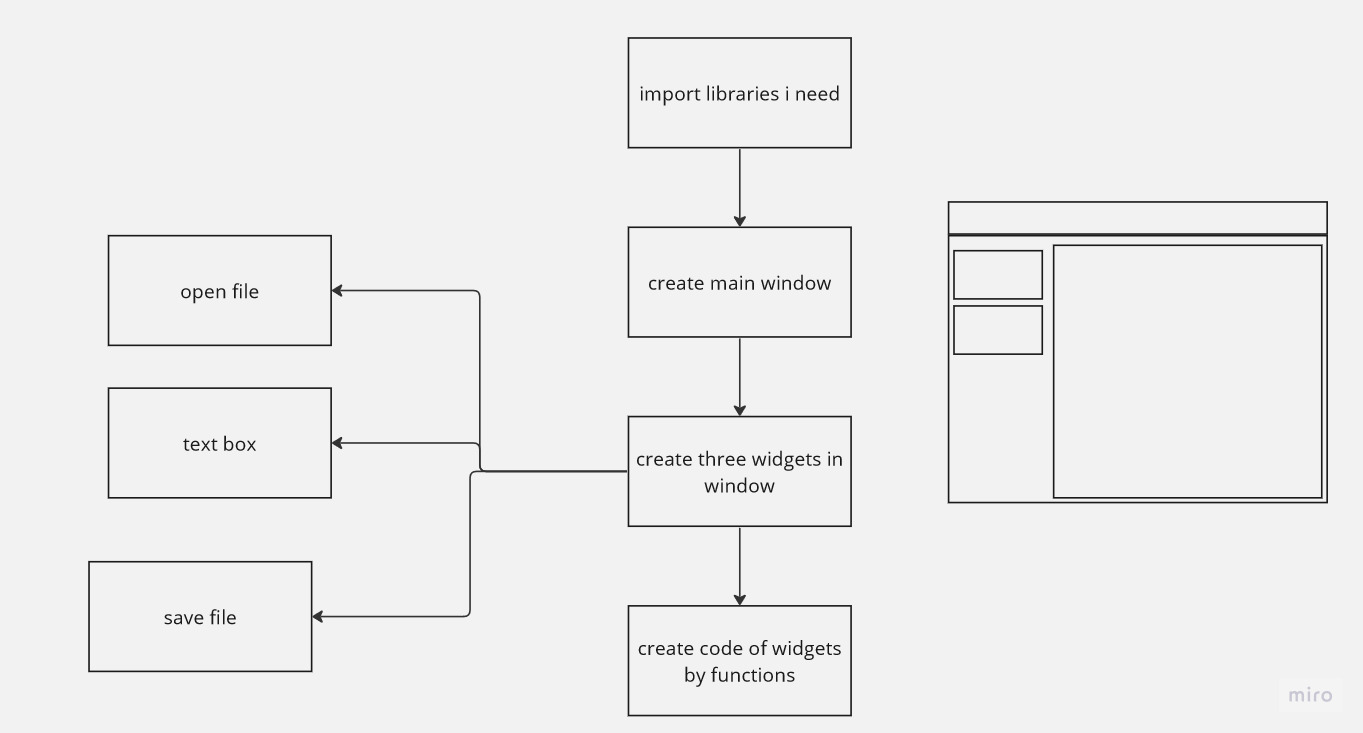 import libraries i need
create main window
open file
text box
create three widgets in
window
save file
create code of widgets
by functions
miro